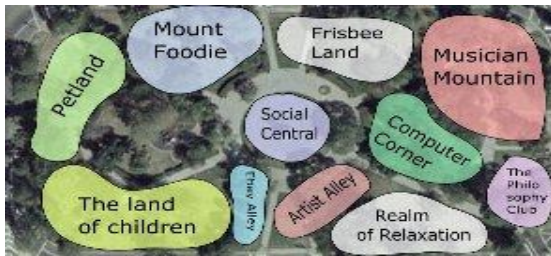 Mount
Foodie
Frisbee
Land
Musician
Mountain
Petland
Social
Central
Computer
Corner
The
Philo
sophy
Club
The land
of children
Artist Alley
Realm
of Relaxation